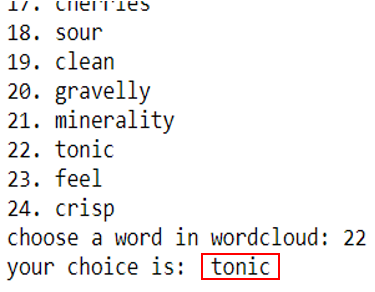 17. cherries
18. sour
19. clean
20. gravelly
21. minerality
22. tonic
23. feel
24. crisp
choose a word in wordcloud: 22
your choice is: tonic